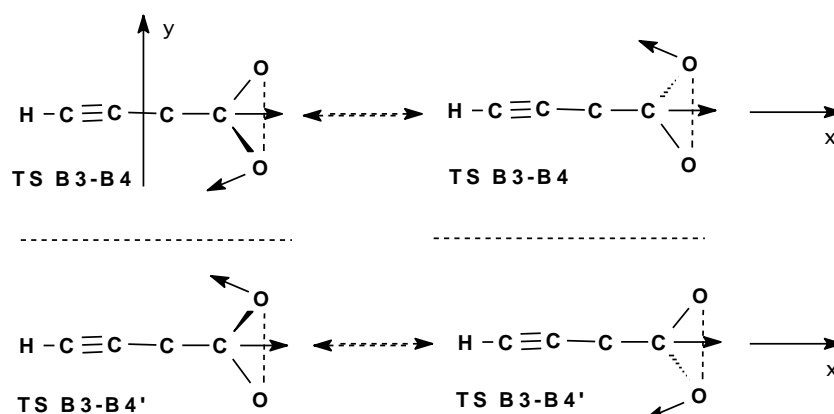 y
O
O
H-C≡C-C-C
H-C≡C-C-C
x
O
O
TS B3-B4
TS B3-B4
O
O
H-C≡C-C-C
H-C≡C-C-C
x
O
O
TS B3-B4'
TS B3-B4'